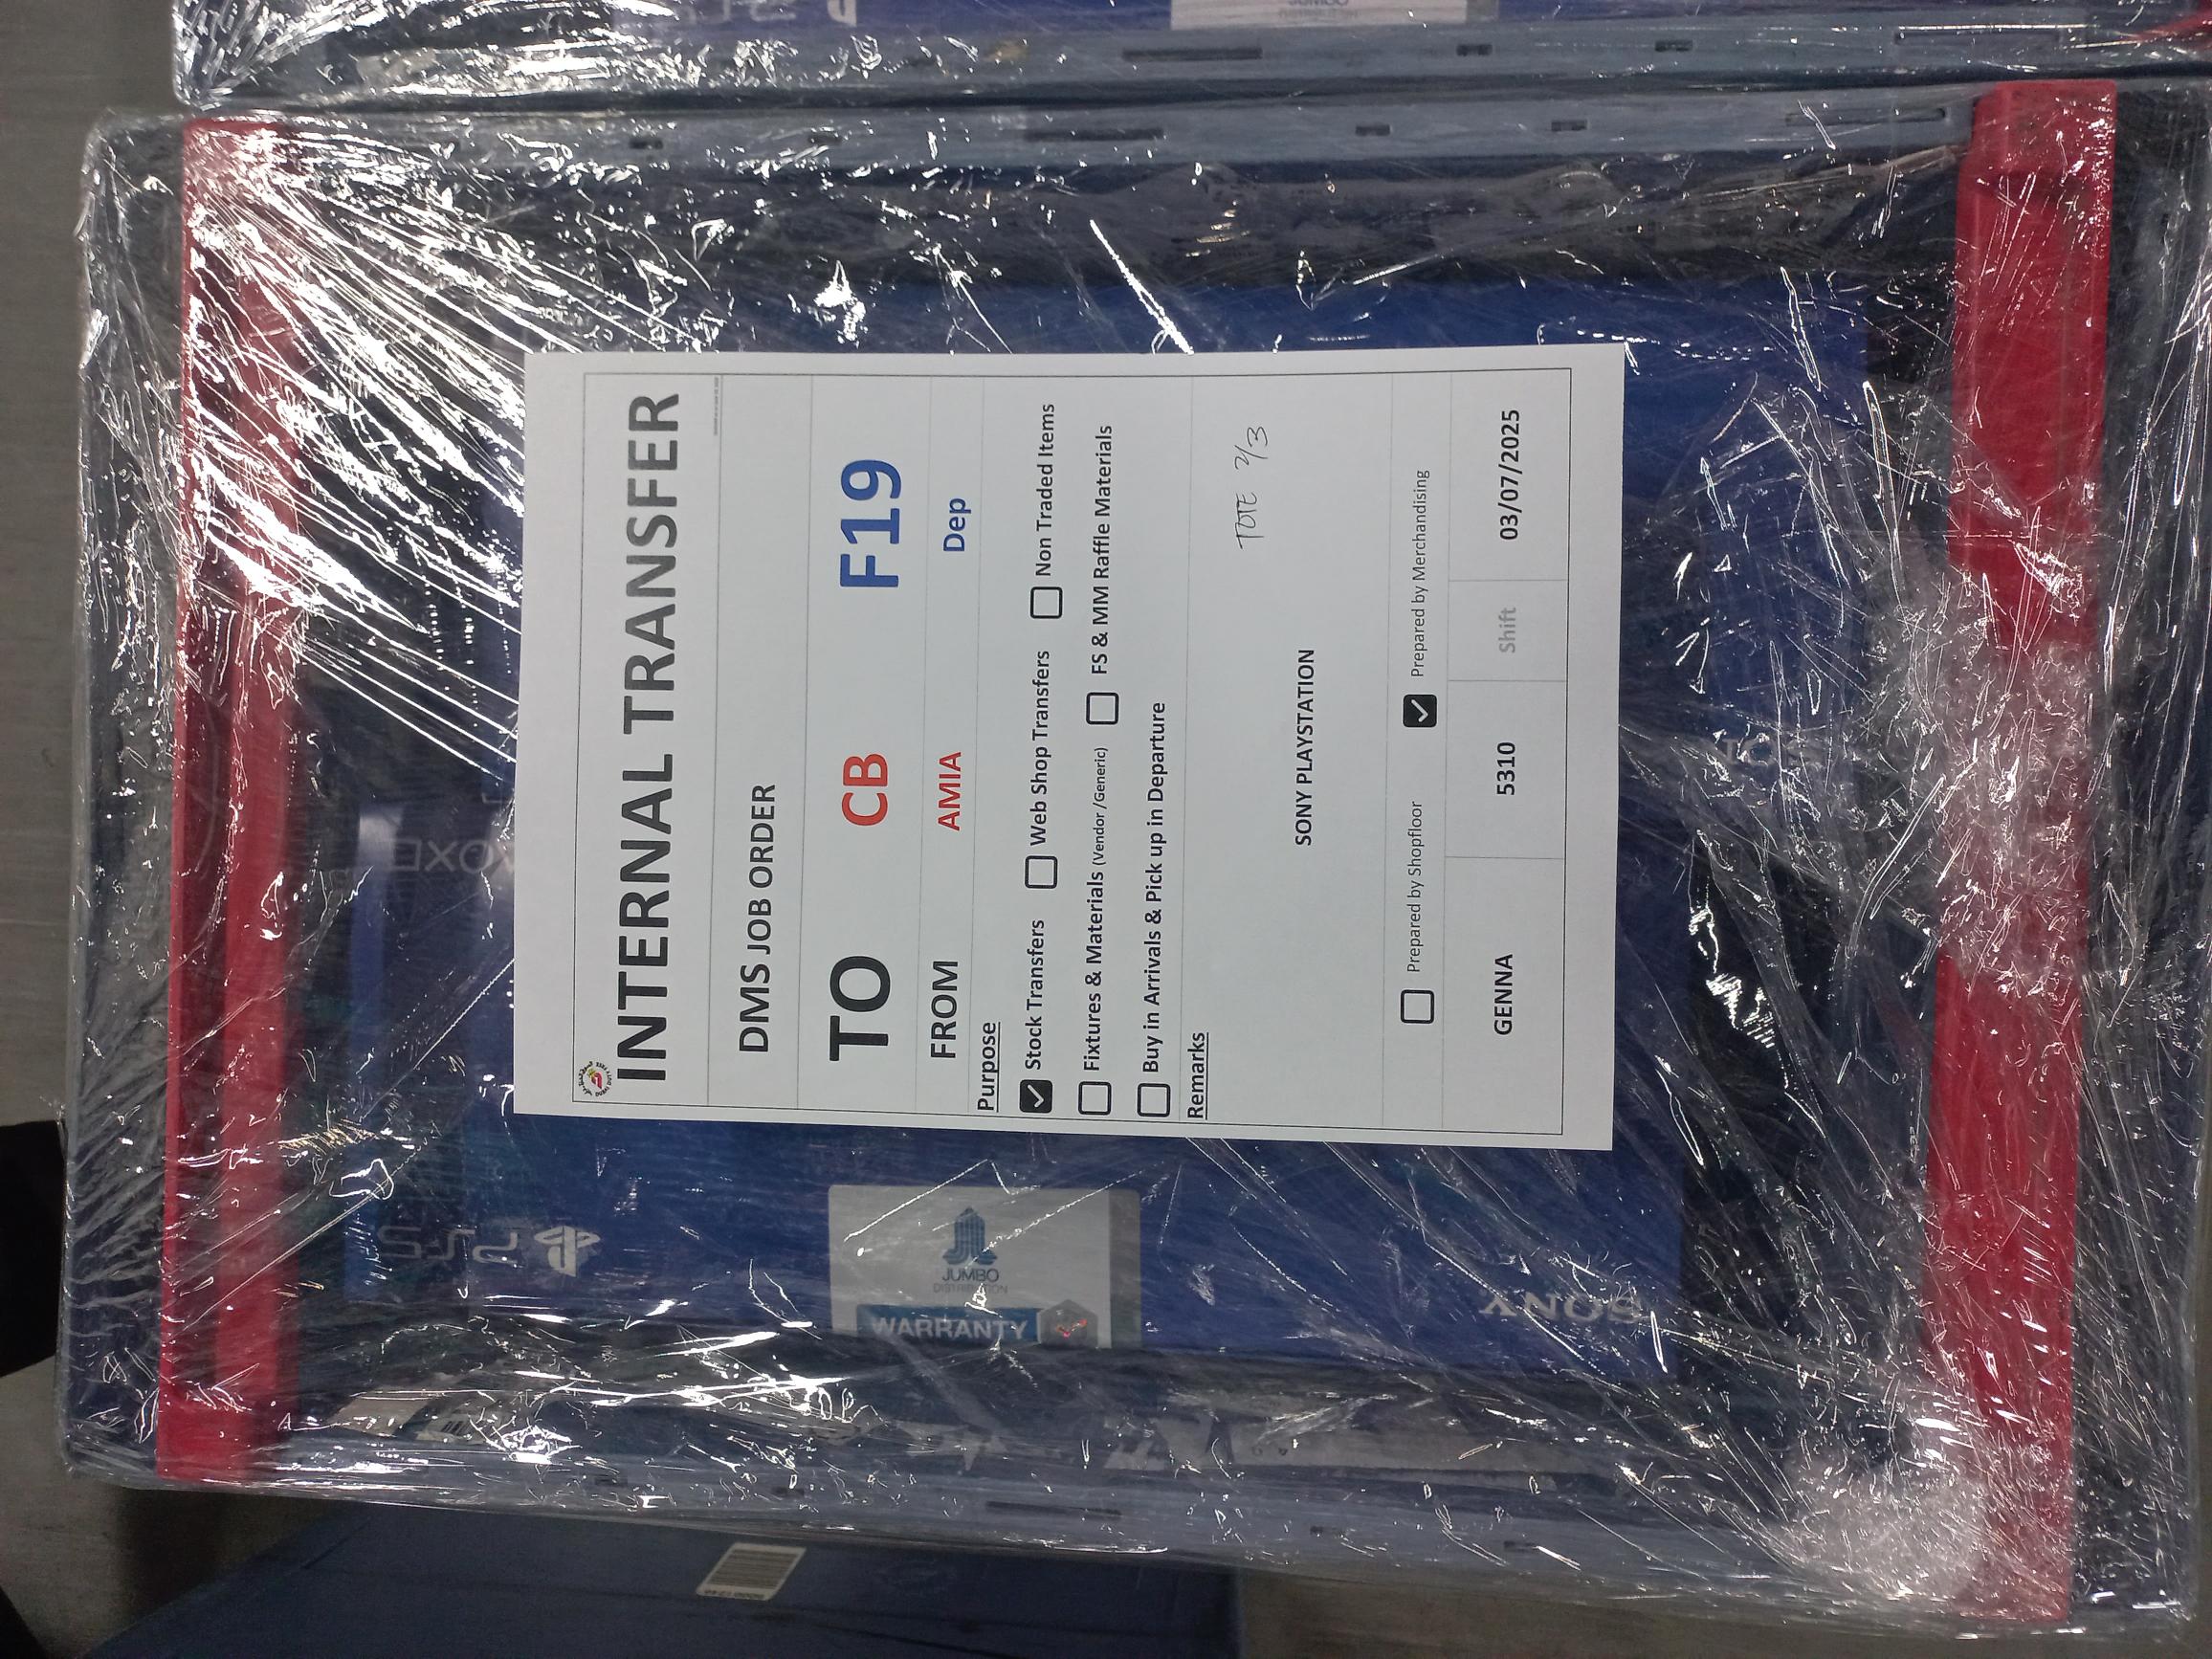 INTERNAL TRANSFER
DMS JOB ORDER
TO CB F19
FROM AMIA Dep
Purpose
Stock Transfers Web Shop Transfers Non Traded Items
Fixtures & Materials (Vendor /Generic) FS & MM Raffle Materials
Buy in Arrivals & Pick up in Departure
Remarks
TOTE 2/3
SONY PLAYSTATION
Prepared by Shopfloor Prepared by Merchandising
GENNA 5310 Shift 03/07/2025
PS5
JUMBO
DISTRIBUTION
WARRANTY
SONY